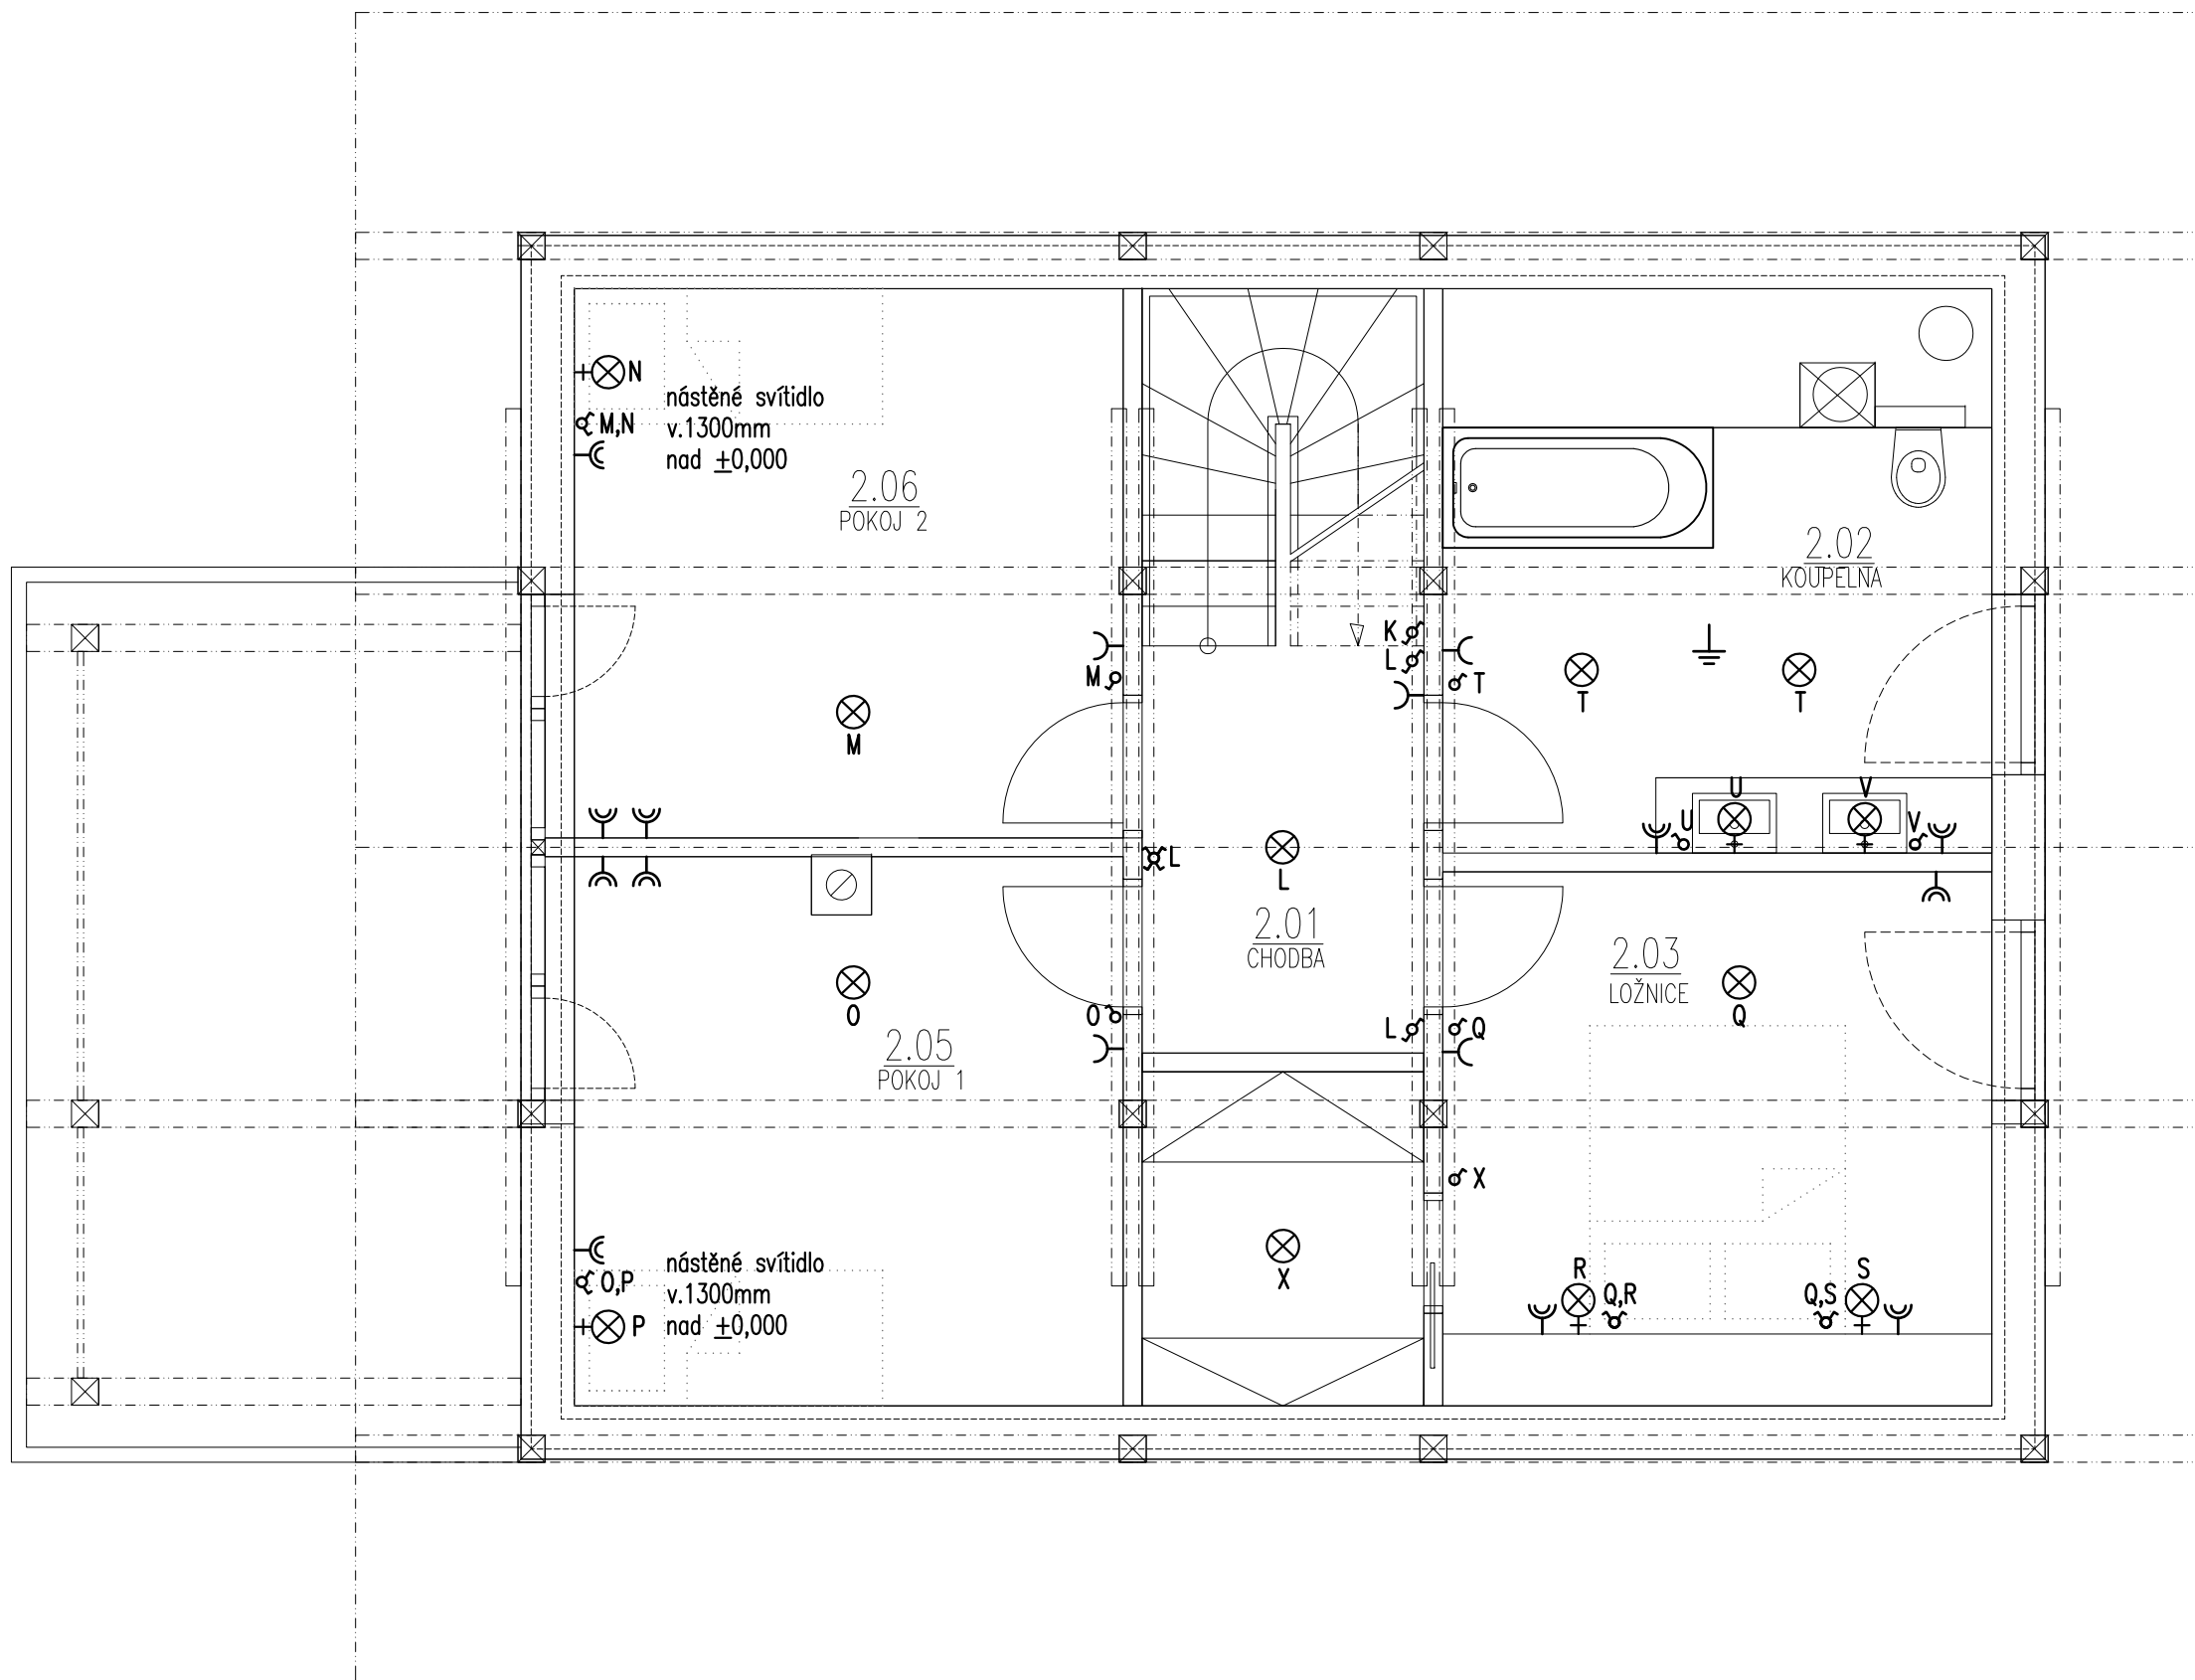 N
nástěné svítidlo
M,N
v.1300mm
nad ±0,000
2.06
POKOJ 2
2.02
KOUPELNA
K
L
M
T
T
T
M
U
V
U
V
L
L
2.01
CHODBA
2.03
LOŽNICE
O
O
Q
L
Q
2.05
POKOJ 1
X
nástěné svítidlo
O,P
v.1300mm
P
nad ±0,000
X
R
S
Q,R
Q,S